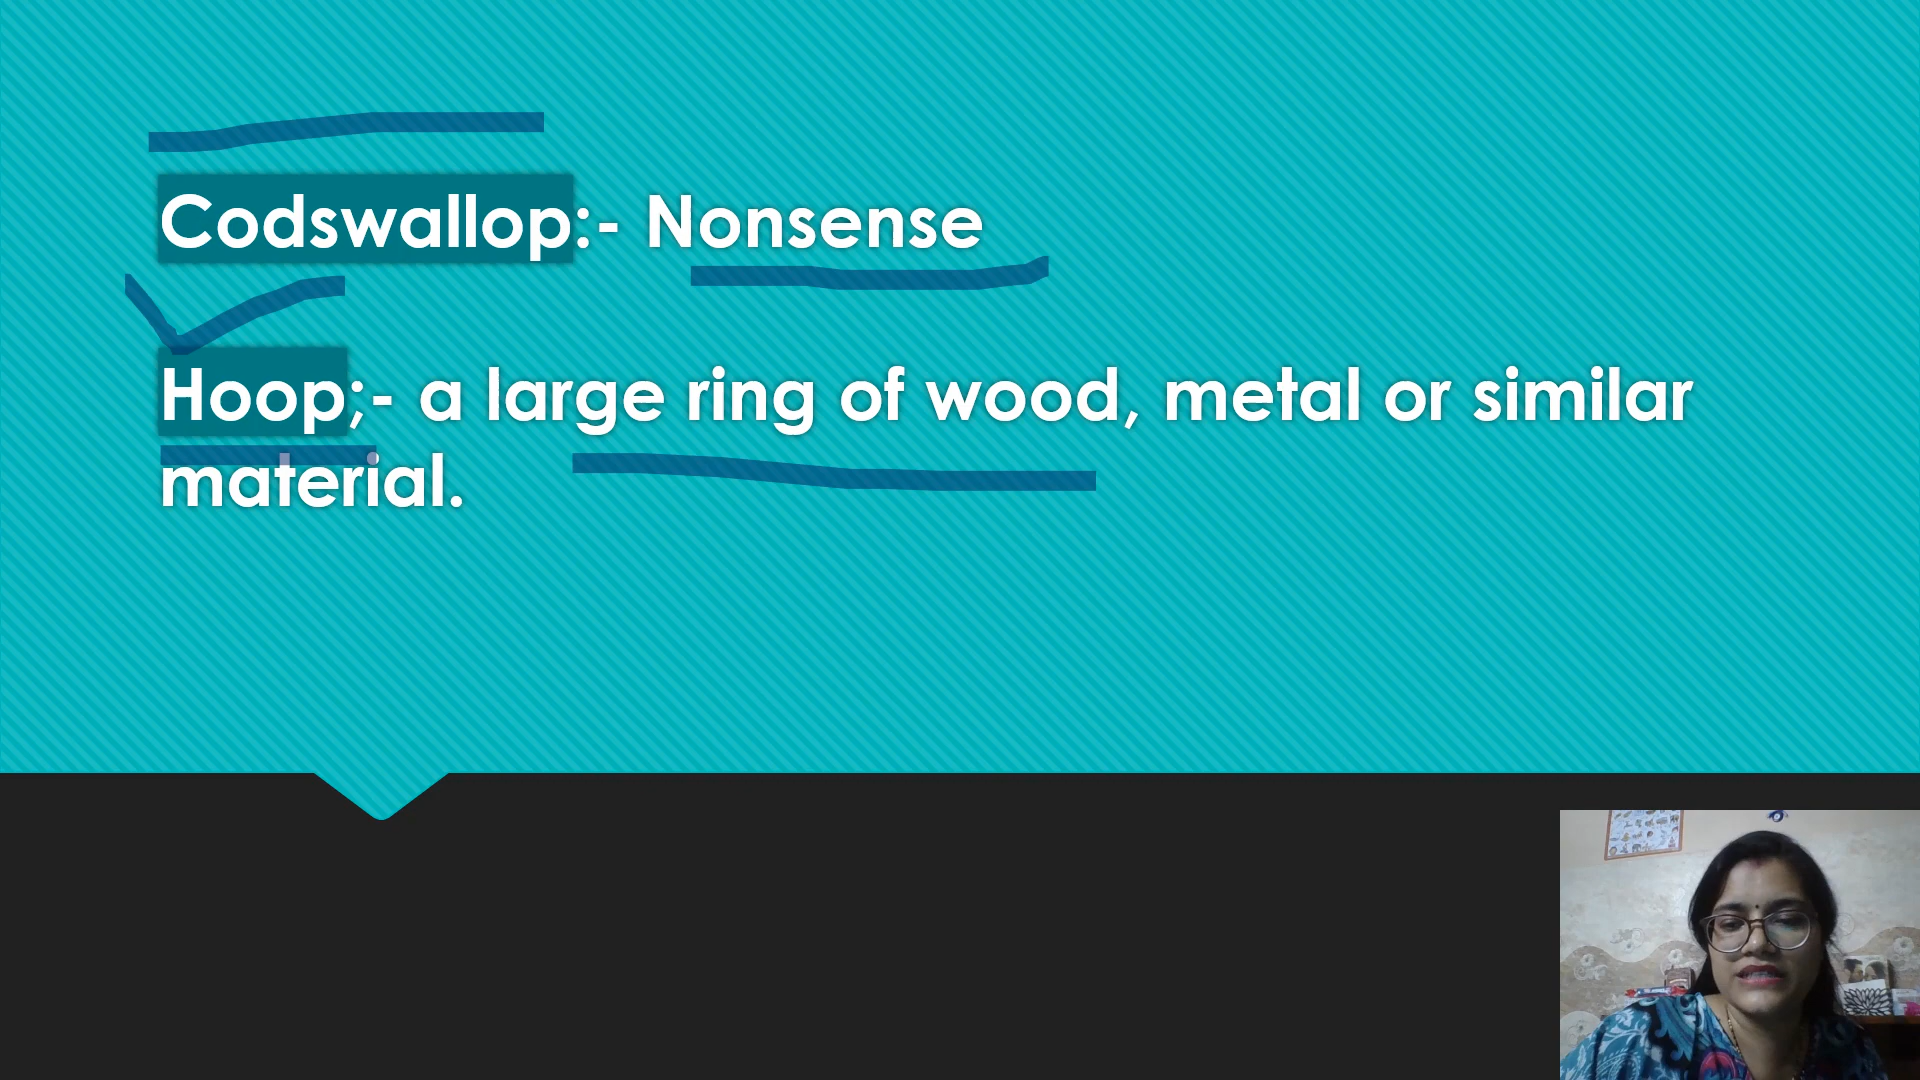 Codswallop:- Nonsense
Hoop;- a large ring of wood, metal or similar
material.